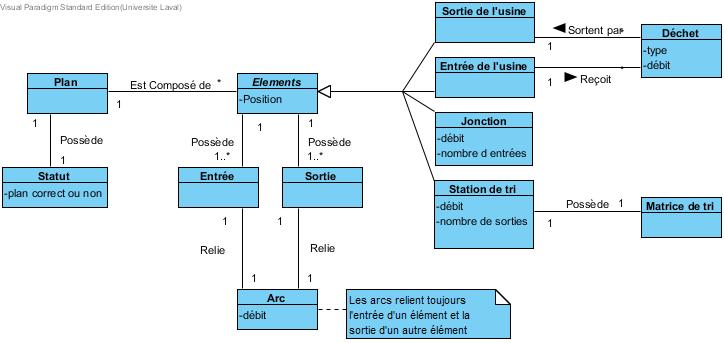 Visual Paradigm Standard Edition(Universite Laval)
Sortie de l'usine
Sortent par
*
1
Déchet
-type
-débit
Entrée de l'usine
*
1
Reçoit
Plan
Est Composé de
*
1
Elements
-Position
Jonction
-débit
-nombre d entrées
1
Possède
1
1
Possède
1..*
1
Possède
1..*
Statut
-plan correct ou non
Entrée
Sortie
Station de tri
-débit
-nombre de sorties
Possède
1
1
Matrice de tri
1
Relie
1
1
Relie
1
Arc
-débit
Les arcs relient toujours
l'entrée d'un élément et la
sortie d'un autre élément